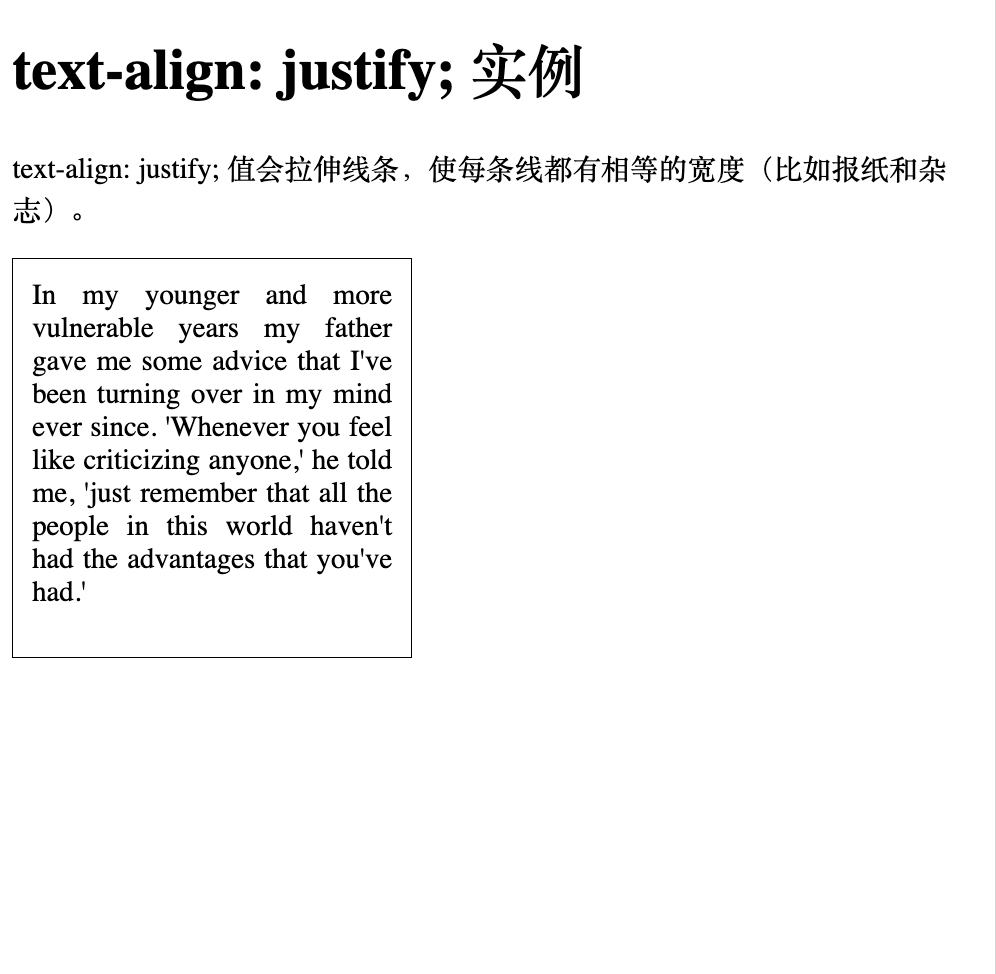 text-align: justify; 实例
text-align: justify; 值会拉伸线条，使每条线都有相等的宽度（比如报纸和杂
志）。
In my younger and more
vulnerable years my father
gave me some advice that I've
been turning over in my mind
ever since. 'Whenever you feel
like criticizing anyone,' he told
me, 'just remember that all the
people in this world haven't
had the advantages that you've
had.'